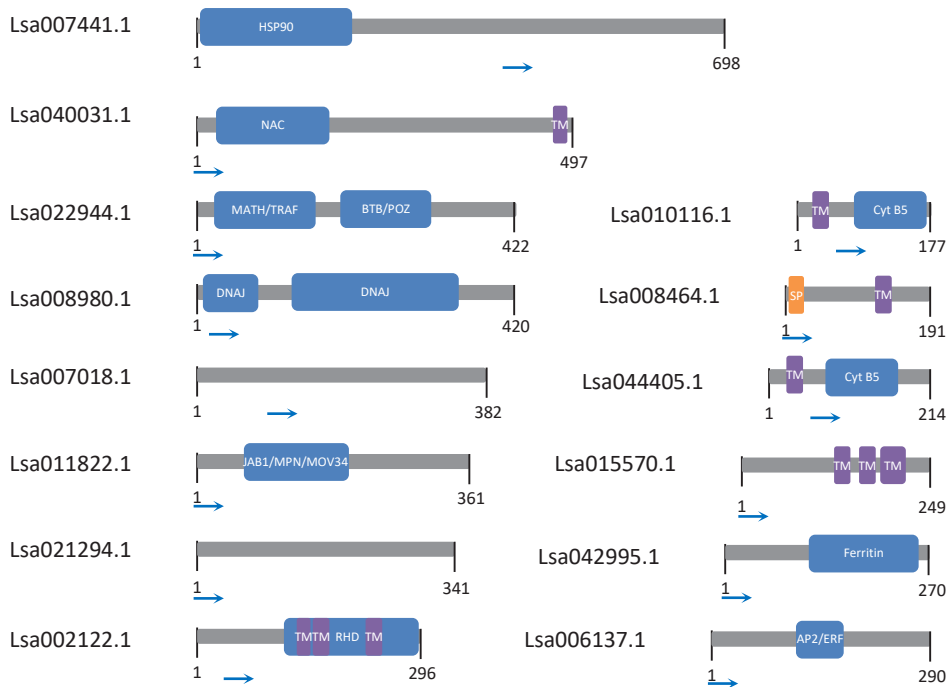 Lsa007441.1
HSP90
1
698
Lsa040031.1
NAC
TM
1
497
Lsa022944.1
MATH/TRAF
BTB/POZ
1
422
Lsa008980.1
DNAJ
DNAJ
1
420
Lsa007018.1
1
382
Lsa011822.1
JAB1/MPN/MOV34
1
361
Lsa021294.1
1
341
Lsa002122.1
TM
TM
RHD
TM
1
296
Lsa010116.1
TM
Cyt B5
1
177
Lsa008464.1
SP
TM
1
191
Lsa044405.1
TM
Cyt B5
1
214
Lsa015570.1
TM
TM
TM
1
249
Lsa042995.1
Ferritin
1
270
Lsa006137.1
AP2/ERF
1
290